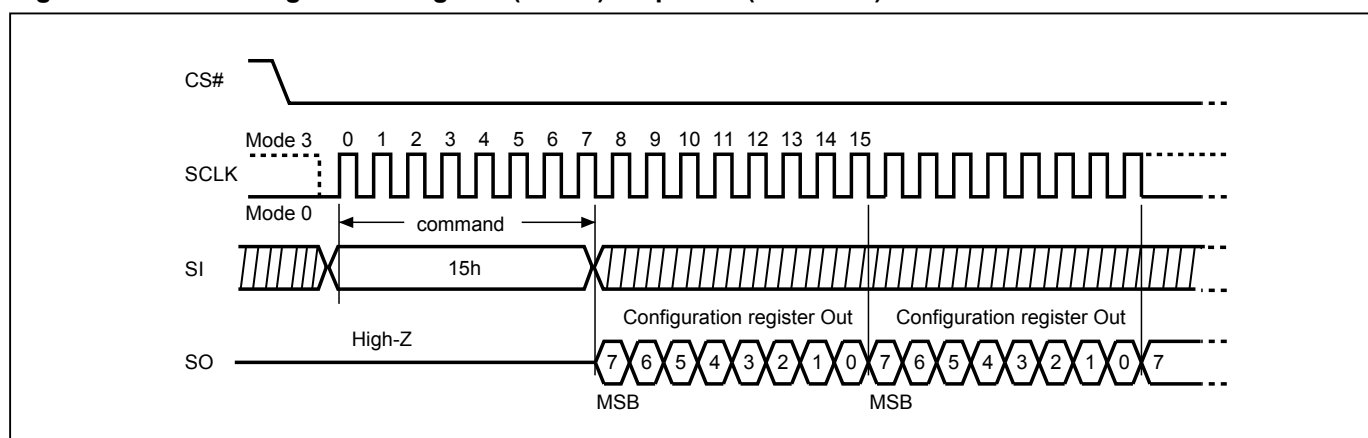 CS#
Mode 3 0 1 2 3 4 5 6 7 8 9 10 11 12 13 14 15
SCLK
Mode 0
command
SI 15h
Configuration register Out Configuration register Out
High-Z
SO 7 6 5 4 3 2 1 0 7 6 5 4 3 2 1 0 7
MSB MSB